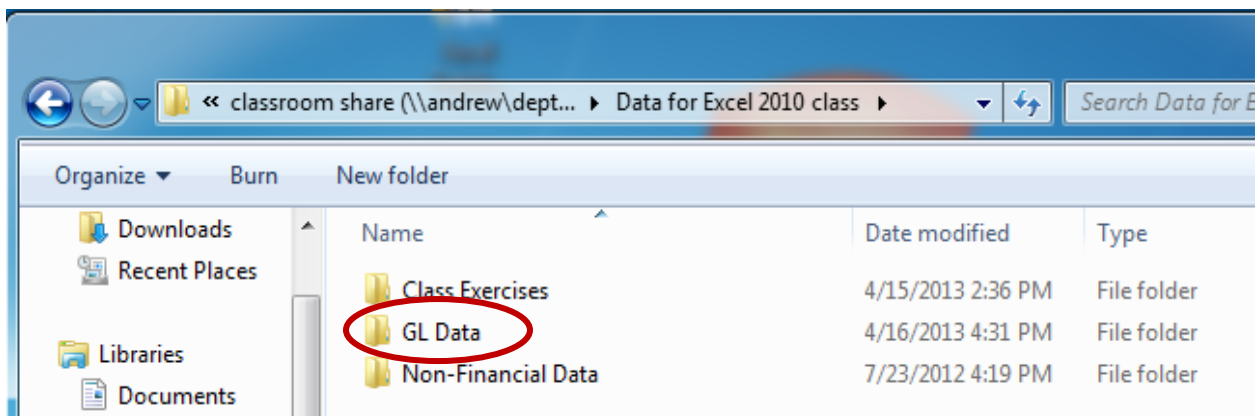 « classroom share (\\andrew\dept... ▸ Data for Excel 2010 class ▸ Search Data for E
Organize Burn New folder
Downloads Name Date modified Type
Recent Places
Class Exercises 4/15/2013 2:36 PM File folder
GL Data 4/16/2013 4:31 PM File folder
Libraries
Non-Financial Data 7/23/2012 4:19 PM File folder
Documents